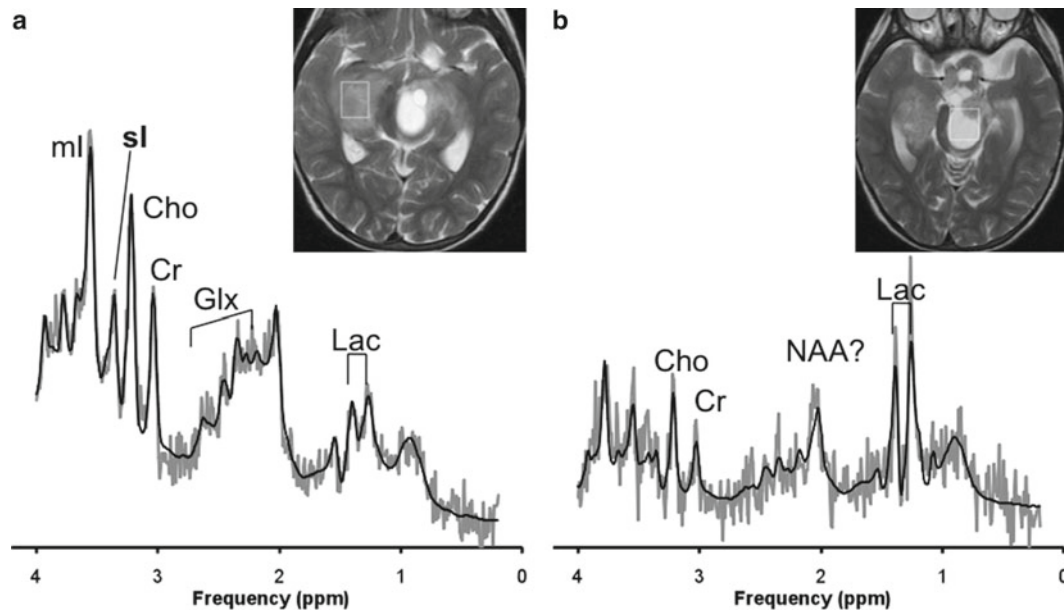 a
mI
sI
Cho
Cr
Glx
Lac
4 3 2 1 0
Frequency (ppm)
b
Cho
Cr
NAA?
Lac
4 3 2 1 0
Frequency (ppm)